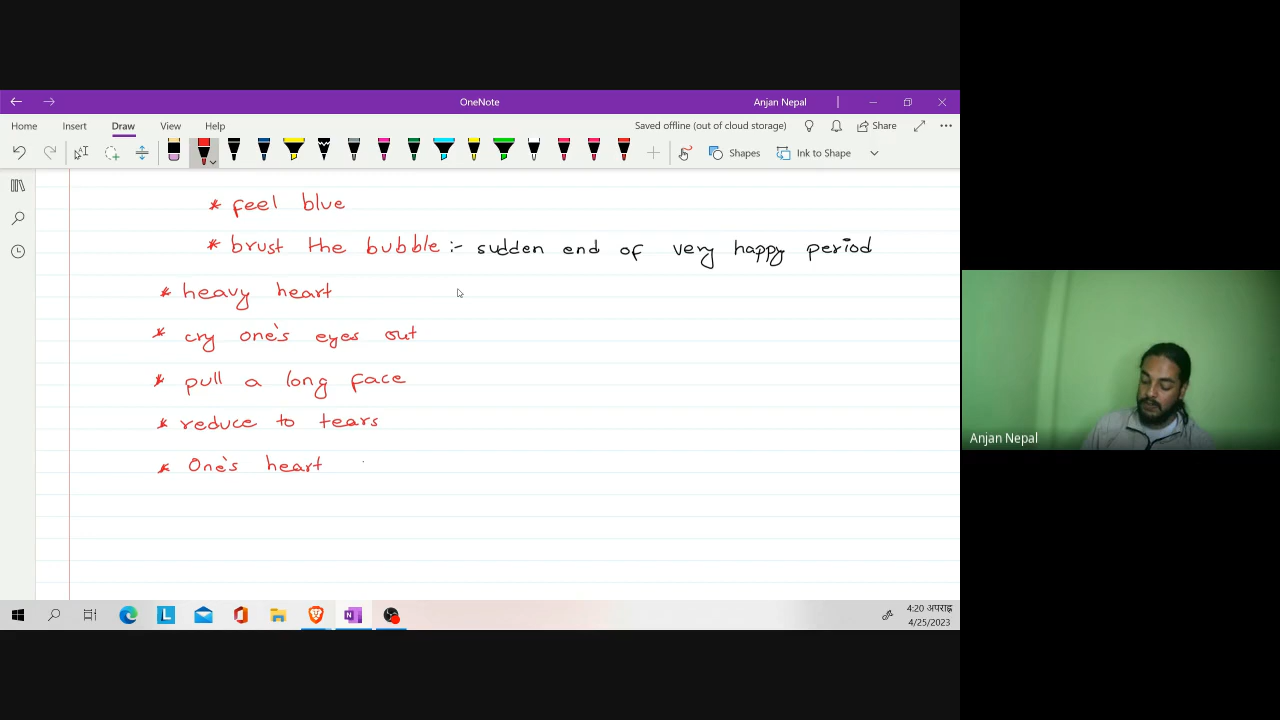 OneNote
Anjan Nepal
Home Insert Draw View Help
Saved offline (out of cloud storage) Share
Shapes Ink to Shape
* feel blue
* brust the bubble :- sudden end of very happy period
* heavy heart
* cry one's eyes out
* pull a long face
* reduce to tears
* One's heart
Anjan Nepal
4:20 अपराह्न
4/25/2023